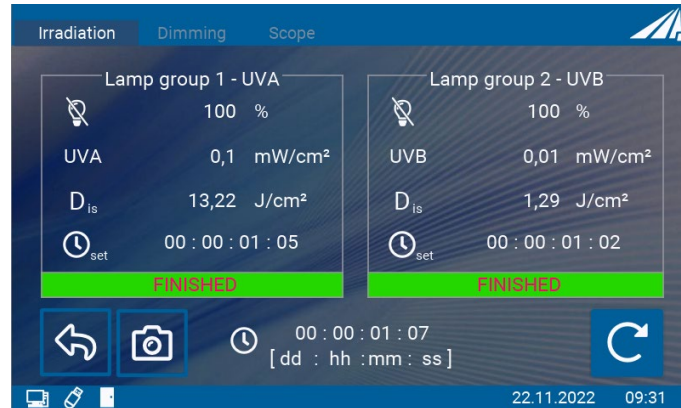 Irradiation Dimming Scope
Lamp group 1 - UVA
100 %
UVA 0,1 mW/cm²
D is 13,22 J/cm²
set 00 : 00 : 01 : 05
FINISHED
Lamp group 2 - UVB
100 %
UVB 0,01 mW/cm²
D is 1,29 J/cm²
set 00 : 00 : 01 : 02
FINISHED
00 : 00 : 01 : 07
[ dd : hh : mm : ss ]
22.11.2022 09:31